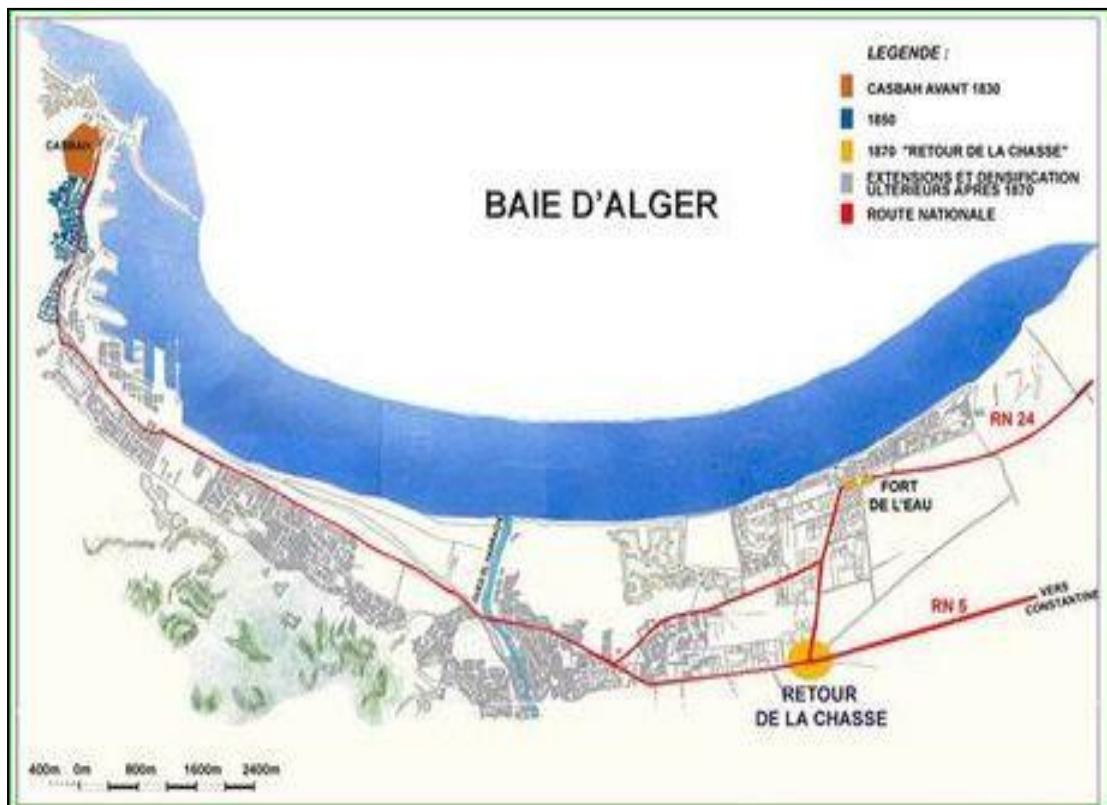 LEGENDE :
CASBAH AVANT 1830
1850
1870 "RETOUR DE LA CHASSE"
EXTENSIONS ET DENSIFICATION
ULTERIEURS APRES 1870
ROUTE NATIONALE
CASBAH
BAIE D'ALGER
RN 24
FORT
DE L'EAU
RN 5
VERS
CONSTANTINE
RETOUR
DE LA CHASSE
400m 0m 800m 1600m 2400m